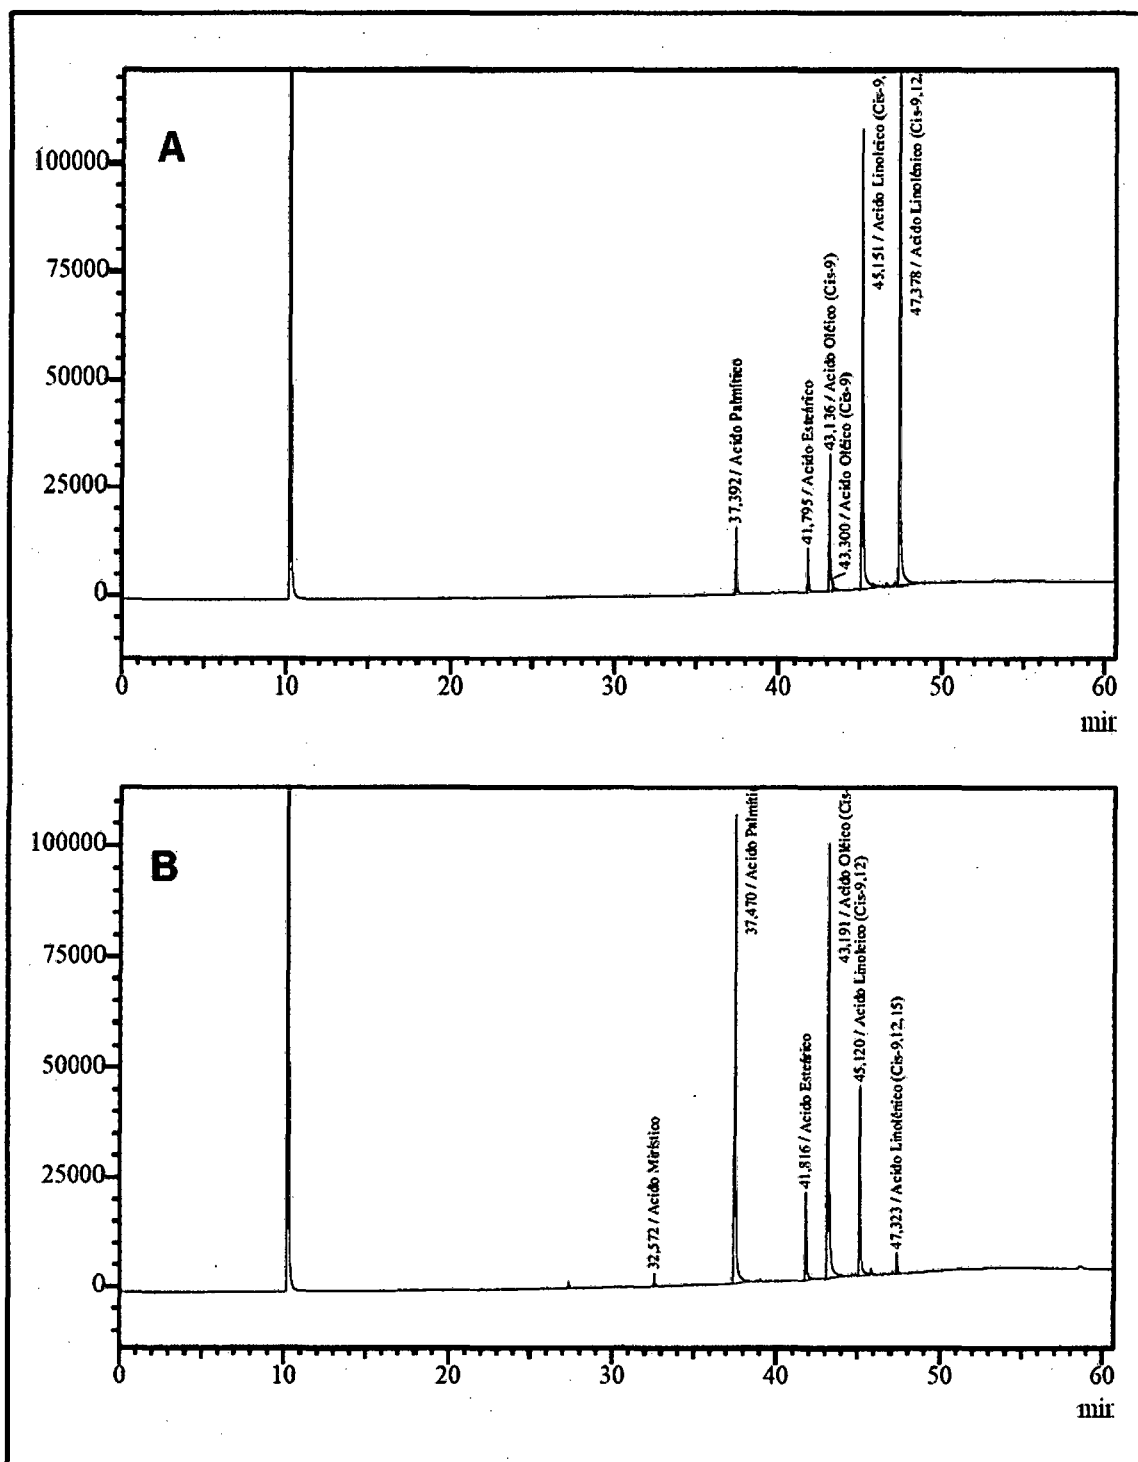 A
100000
75000
50000
25000
0
37,392 / Acido Palmítico
41,795 / Acido Esteárico
43,136 / Acido Oléico (Cis-9)
43,300 / Acido Oléico (Cis-9)
45,151 / Acido Linoleico (Cis-9,
47,378 / Acido Linolénico (Cis-9,12,
0 10 20 30 40 50 60
min
B
100000
75000
50000
25000
0
32,572 / Acido Mirístico
37,470 / Acido Palmíti
41,816 / Acido Esteárico
43,191 / Acido Oléico (Cis-
45,120 / Acido Linoleico (Cis-9,12)
47,323 / Acido Linolénico (Cis-9,12,15)
0 10 20 30 40 50 60
min